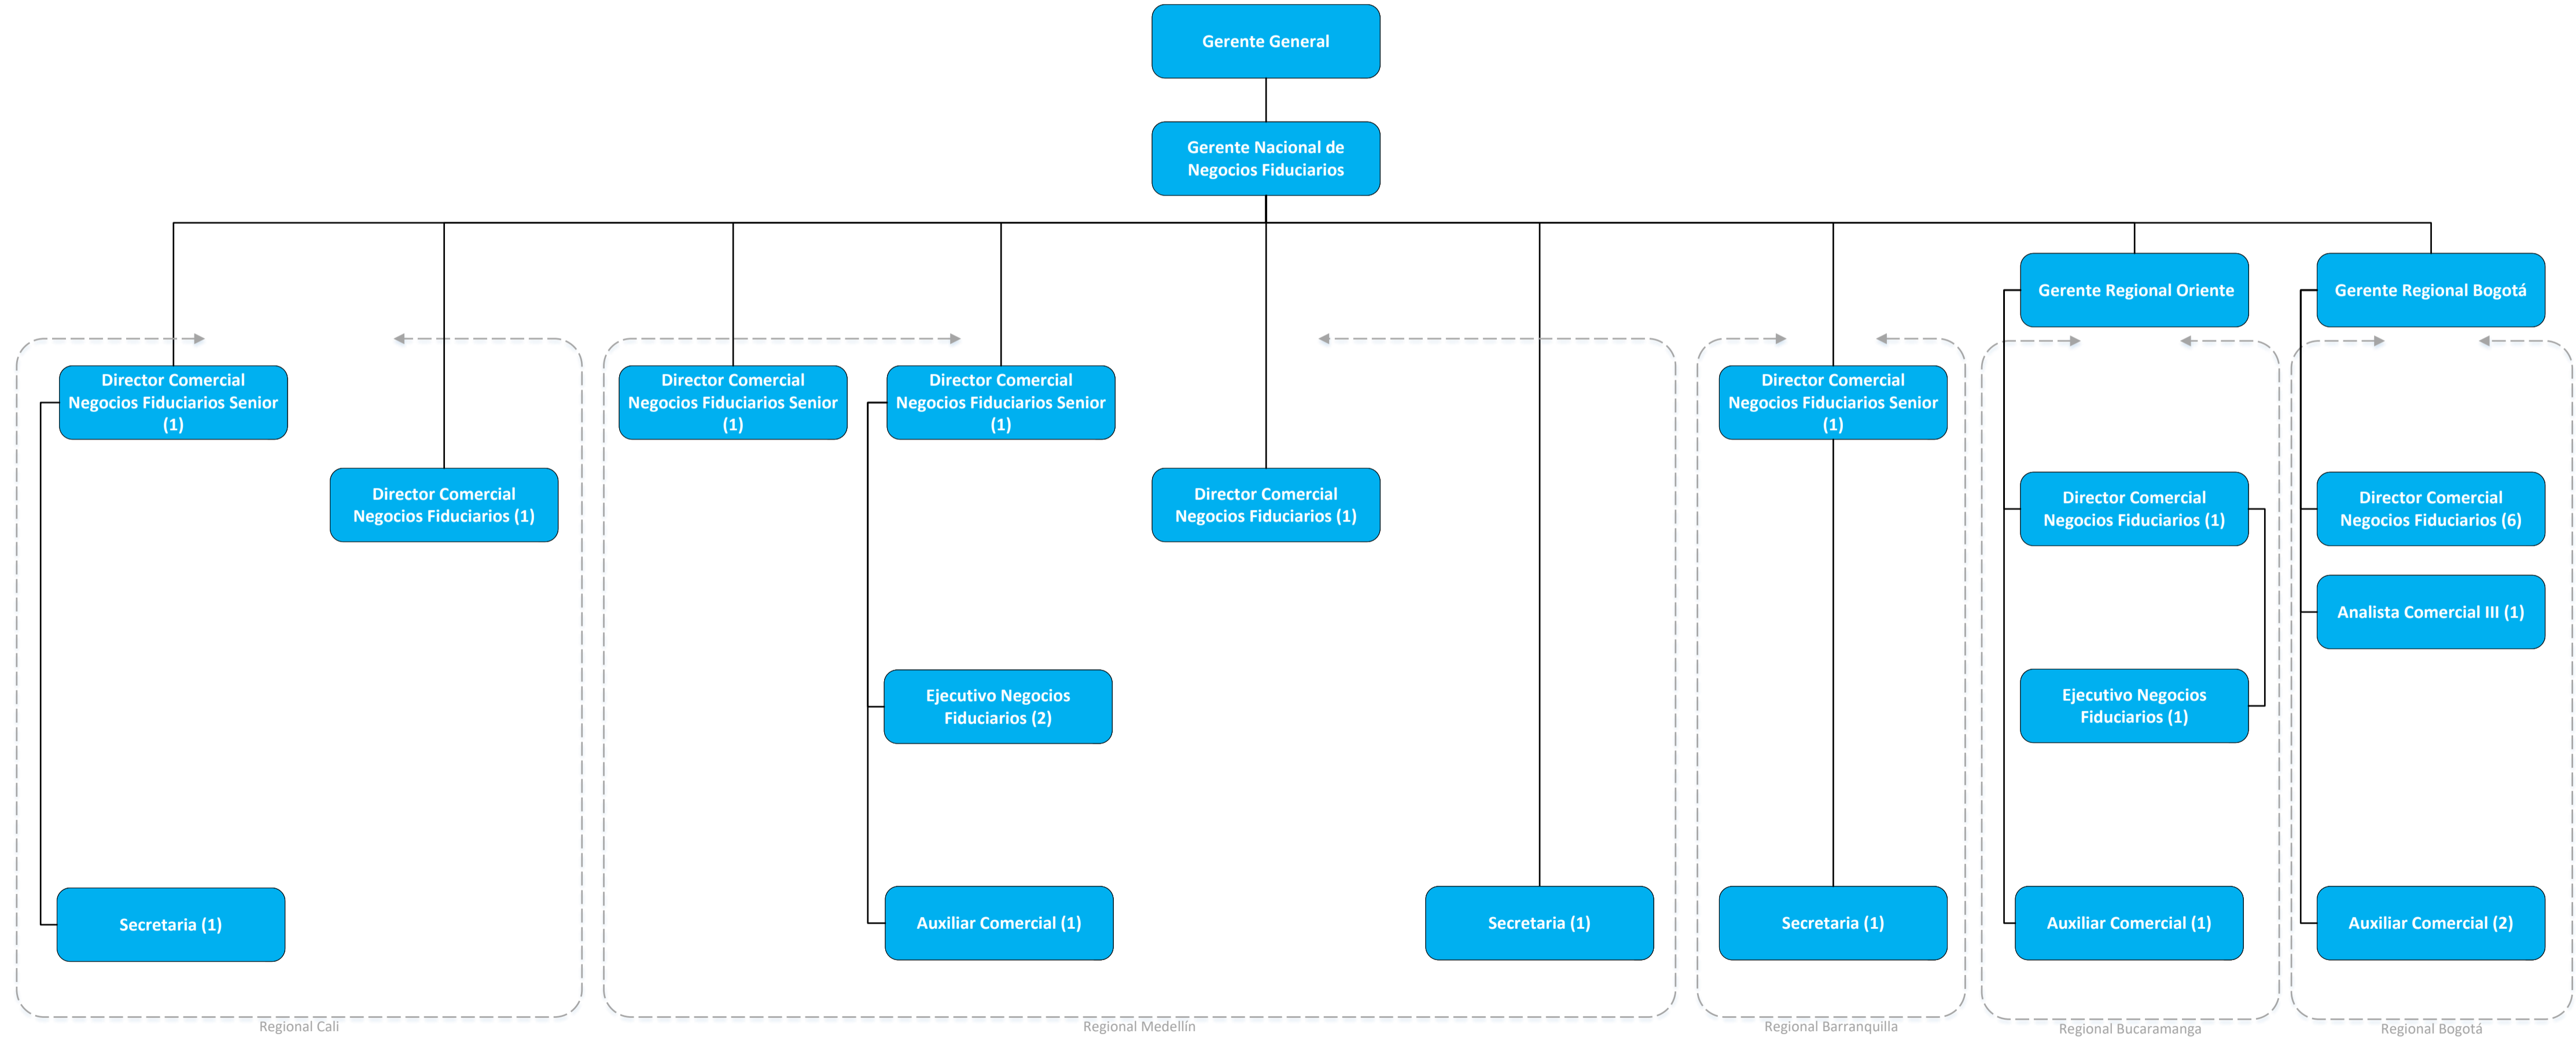 Gerente General
Gerente Nacional de
Negocios Fiduciarios
Gerente Regional Oriente
Gerente Regional Bogotá
Director Comercial
Negocios Fiduciarios Senior
(1)
Director Comercial
Negocios Fiduciarios Senior
(1)
Director Comercial
Negocios Fiduciarios Senior
(1)
Director Comercial
Negocios Fiduciarios Senior
(1)
Director Comercial
Negocios Fiduciarios (1)
Director Comercial
Negocios Fiduciarios (1)
Director Comercial
Negocios Fiduciarios (1)
Director Comercial
Negocios Fiduciarios (6)
Analista Comercial III (1)
Ejecutivo Negocios
Fiduciarios (2)
Ejecutivo Negocios
Fiduciarios (1)
Secretaria (1)
Auxiliar Comercial (1)
Secretaria (1)
Secretaria (1)
Auxiliar Comercial (1)
Auxiliar Comercial (2)
Regional Cali
Regional Medellín
Regional Barranquilla
Regional Bucaramanga
Regional Bogotá